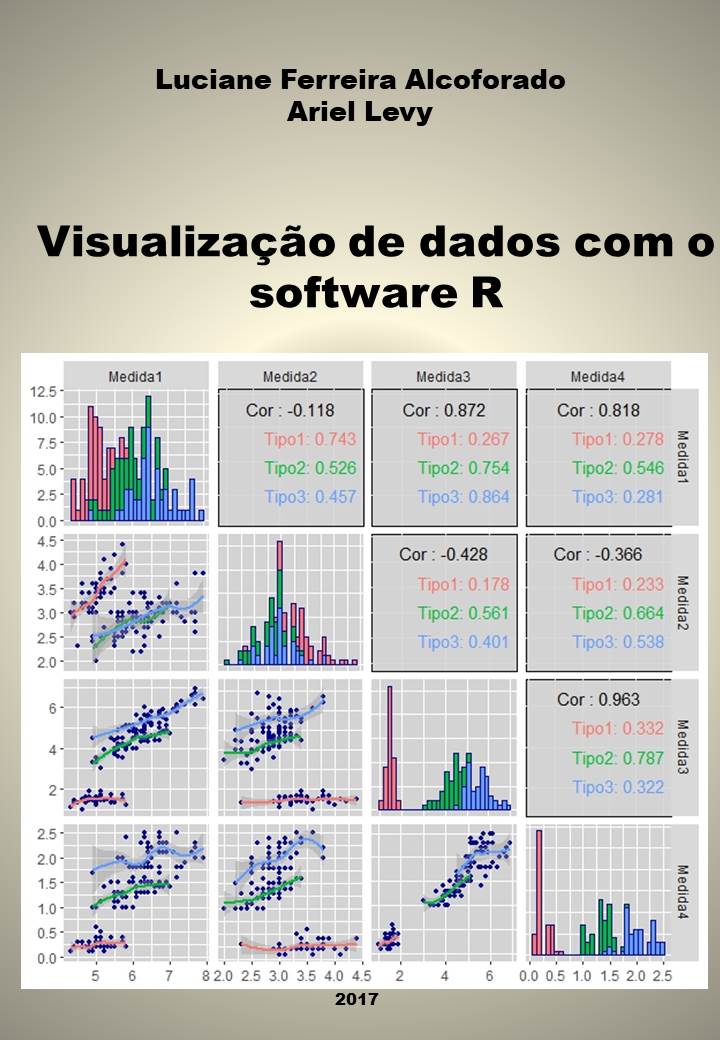 Luciane Ferreira Alcoforado
Ariel Levy
Visualização de dados com o
software R
Medida1 Medida2 Medida3 Medida4
12.5
10.0
7.5
5.0
2.5
0.0
Cor : -0.118
Tipo1: 0.743
Tipo2: 0.526
Tipo3: 0.457
Cor : 0.872
Tipo1: 0.267
Tipo2: 0.754
Tipo3: 0.864
Cor : 0.818
Tipo1: 0.278
Tipo2: 0.546
Tipo3: 0.281
Medida1
4.5
4.0
3.5
3.0
2.5
2.0
Cor : -0.428
Tipo1: 0.178
Tipo2: 0.561
Tipo3: 0.401
Cor : -0.366
Tipo1: 0.233
Tipo2: 0.664
Tipo3: 0.538
Medida2
6
4
2
Cor : 0.963
Tipo1: 0.332
Tipo2: 0.787
Tipo3: 0.322
Medida3
2.5
2.0
1.5
1.0
0.5
0.0
Medida4
5 6 7 8 2.0 2.5 3.0 3.5 4.0 4.5 2 4 6 0.0 0.5 1.0 1.5 2.0 2.5
2017